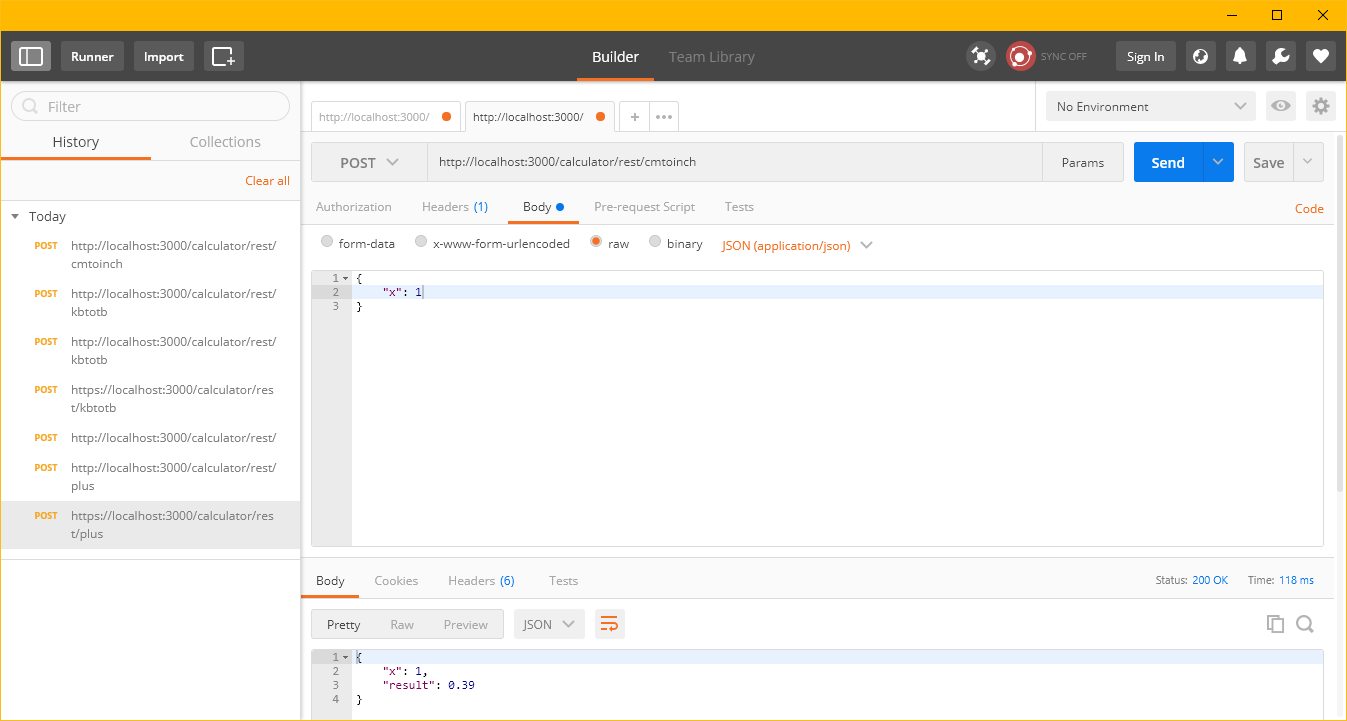 Runner Import Builder Team Library SYNC OFF Sign In
Filter
History Collections
Clear all
Today
POST http://localhost:3000/calculator/rest/
cmtoinch
POST http://localhost:3000/calculator/rest/
kbtotb
POST http://localhost:3000/calculator/rest/
kbtotb
POST https://localhost:3000/calculator/res
t/kbtotb
POST http://localhost:3000/calculator/rest/
POST http://localhost:3000/calculator/rest/
plus
POST https://localhost:3000/calculator/res
t/plus
http://localhost:3000/ http://localhost:3000/ + ••• No Environment
POST http://localhost:3000/calculator/rest/cmtoinch Params Send Save
Authorization Headers (1) Body Pre-request Script Tests Code
form-data x-www-form-urlencoded raw binary JSON (application/json)
1 {
2 "x": 1
3 }
Body Cookies Headers (6) Tests Status: 200 OK Time: 118 ms
Pretty Raw Preview JSON
1 {
2 "x": 1,
3 "result": 0.39
4 }